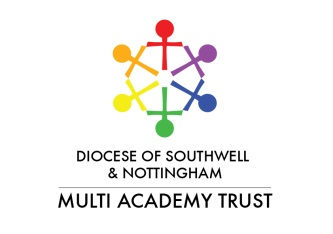 DIOCESE OF SOUTHWELL
& NOTTINGHAM
MULTI ACADEMY TRUST